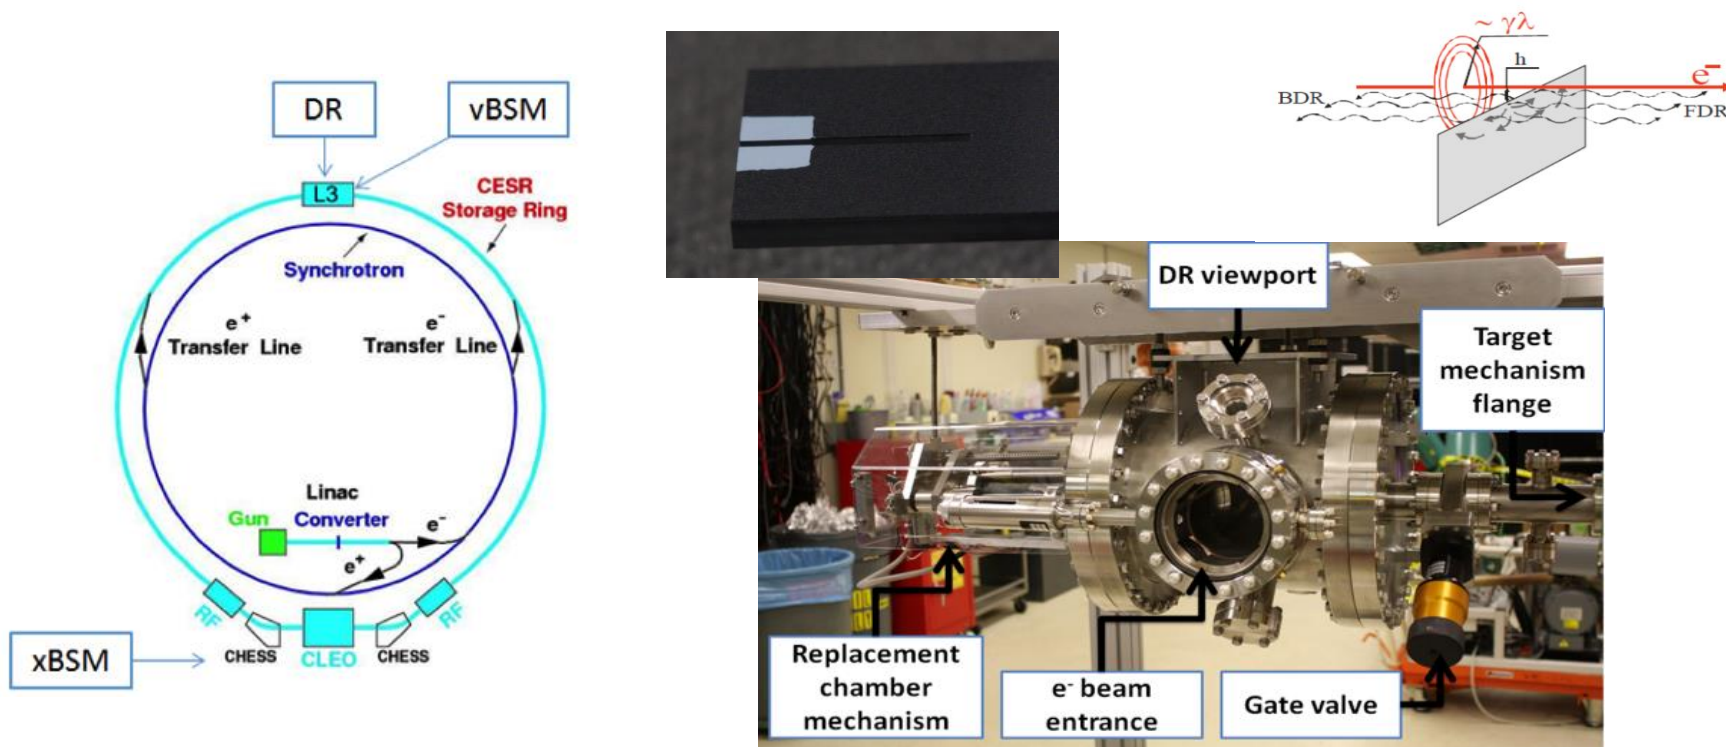 DR
vBSM
L3
CESR
Storage Ring
Synchrotron
e+
Transfer Line
e-
Transfer Line
Linac
Gun
Converter
e-
e+
RF
RF
CHESS
CLEO
CHESS
xBSM
~ γλ
h
e-
BDR
FDR
DR viewport
Target
mechanism
flange
Replacement
chamber
mechanism
e- beam
entrance
Gate valve